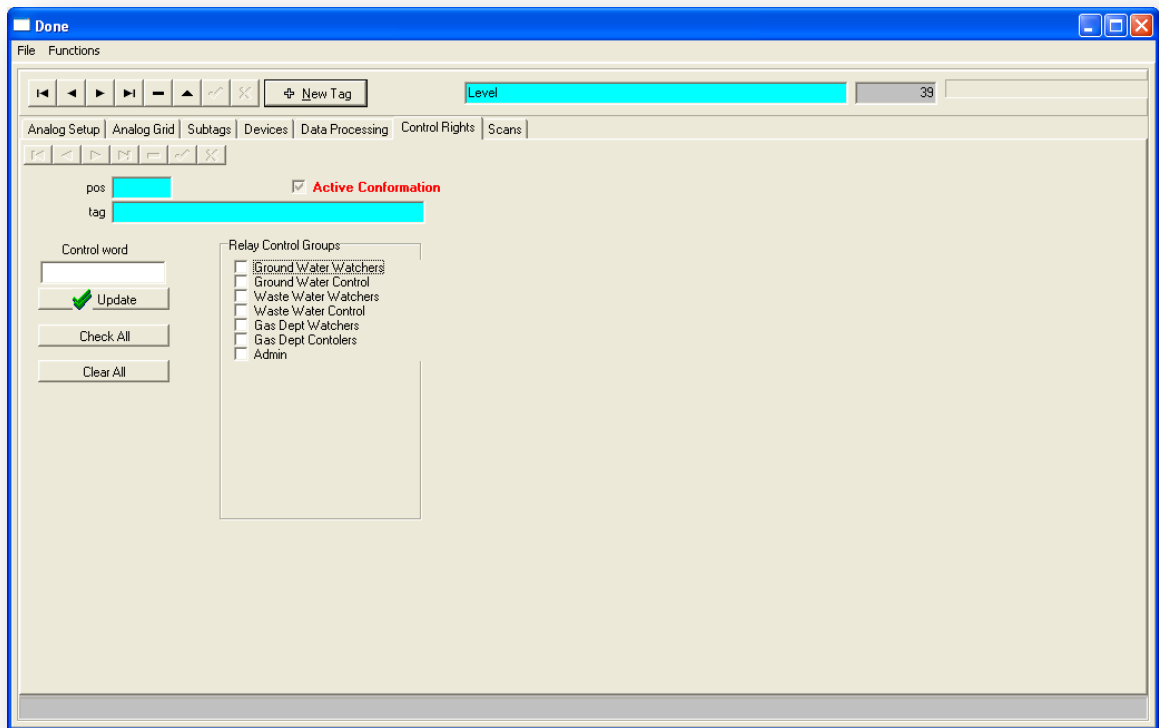 Done
File Functions
New Tag Level 39
Analog Setup Analog Grid Subtags Devices Data Processing Control Rights Scans
pos Active Conformation
tag
Control word Relay Control Groups
Ground Water Watchers
Ground Water Control
Waste Water Watchers
Update Waste Water Control
Gas Dept Watchers
Check All Gas Dept Contolers
Admin
Clear All